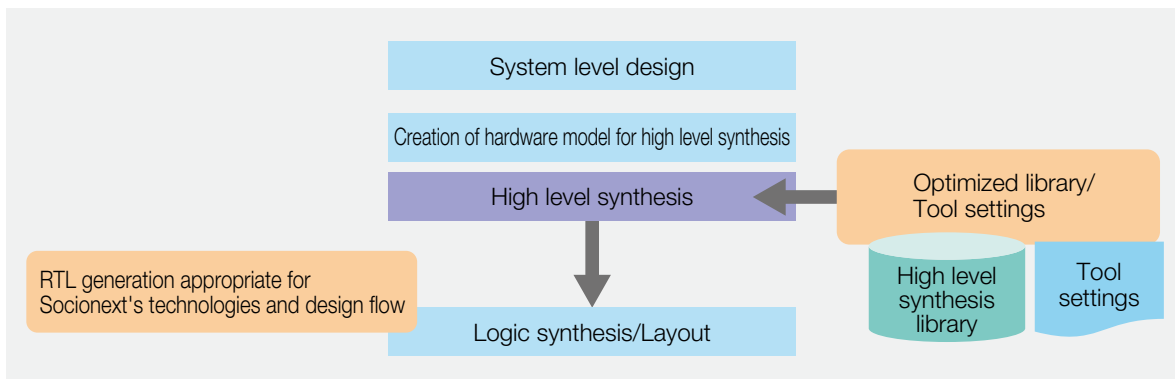 System level design
Creation of hardware model for high level synthesis
High level synthesis
Optimized library/
Tool settings
High level
synthesis
library
Tool
settings
RTL generation appropriate for
Socionext's technologies and design flow
Logic synthesis/Layout